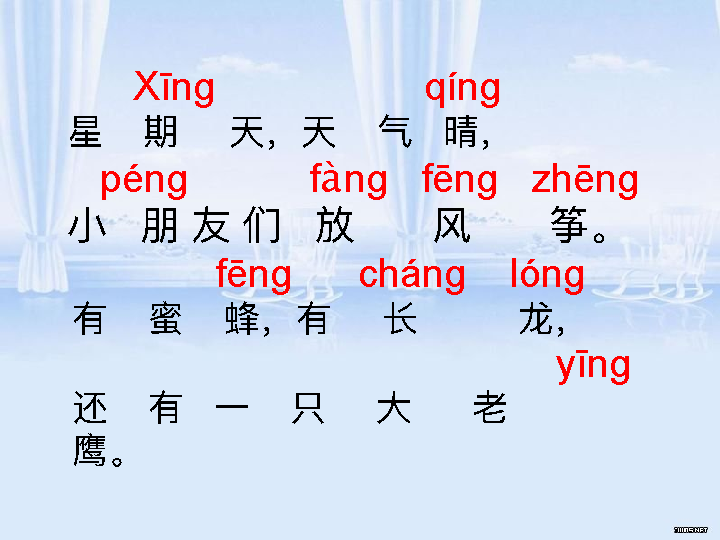 Xīng qíng
星 期 天，天 气 晴，
péng fàng fēng zhēng
小 朋 友 们 放 风 筝。
fēng cháng lóng
有 蜜 蜂，有 长 龙，
yīng
还 有 一 只 大 老
鹰。